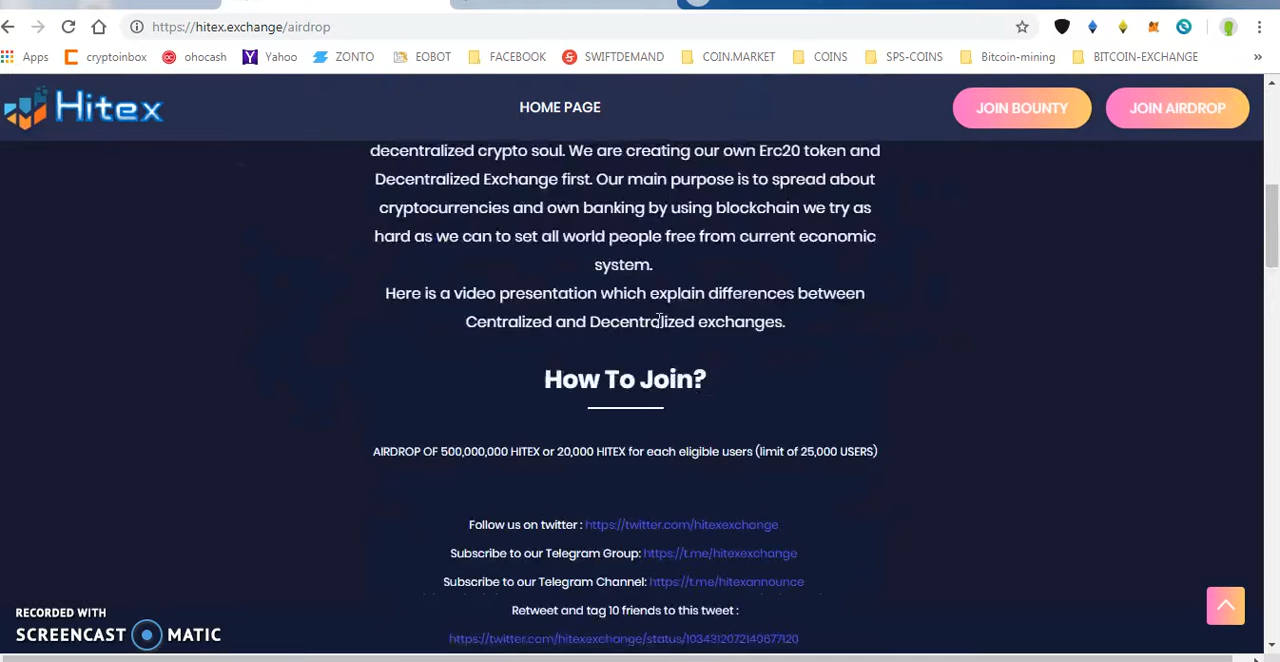 https://hitex.exchange/airdrop
Apps cryptoinbox ohocash Yahoo ZONTO EOBOT FACEBOOK SWIFTDEMAND COIN.MARKET COINS SPS-COINS Bitcoin-mining BITCOIN-EXCHANGE »
Hitex HOME PAGE JOIN BOUNTY JOIN AIRDROP
decentralized crypto soul. We are creating our own Erc20 token and
Decentralized Exchange first. Our main purpose is to spread about
cryptocurrencies and own banking by using blockchain we try as
hard as we can to set all world people free from current economic
system.
Here is a video presentation which explain differences between
Centralized and Decentralized exchanges.
How To Join?
AIRDROP OF 500,000,000 HITEX or 20,000 HITEX for each eligible users (limit of 25,000 USERS)
Follow us on twitter : https://twitter.com/hitexexchange
Subscribe to our Telegram Group: https://t.me/hitexexchange
Subscribe to our Telegram Channel: https://t.me/hitexannounce
Retweet and tag 10 friends to this tweet :
https://twitter.com/hitexexchange/status/1034312072140877120
RECORDED WITH
SCREENCAST MATIC